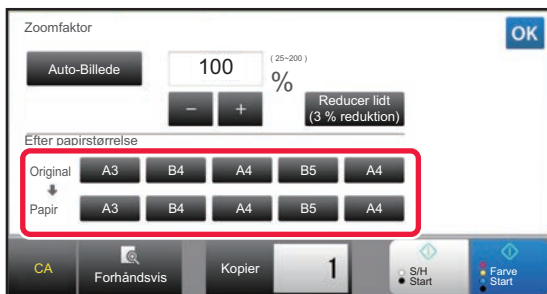 Zoomfaktor
OK
Auto-Billede
100
( 25~200 )
%
− +
Reducer lidt
(3 % reduktion)
Efter papirstørrelse
Original A3 B4 A4 B5 A4
Papir A3 B4 A4 B5 A4
CA
Forhåndsvis
Kopier
1
S/H
Start
Farve
Start